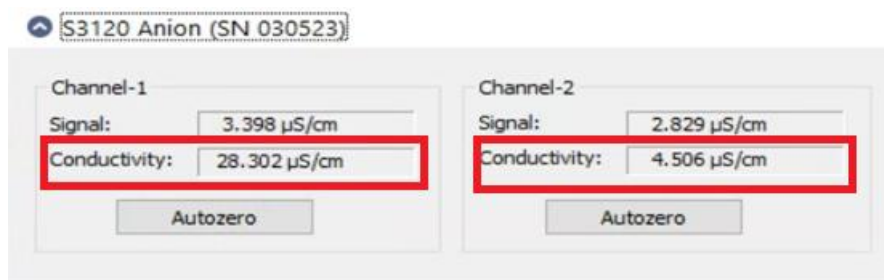 S3120 Anion (SN 030523)
Channel-1
Signal: 3.398 µS/cm
Conductivity: 28.302 µS/cm
Autozero
Channel-2
Signal: 2.829 µS/cm
Conductivity: 4.506 µS/cm
Autozero